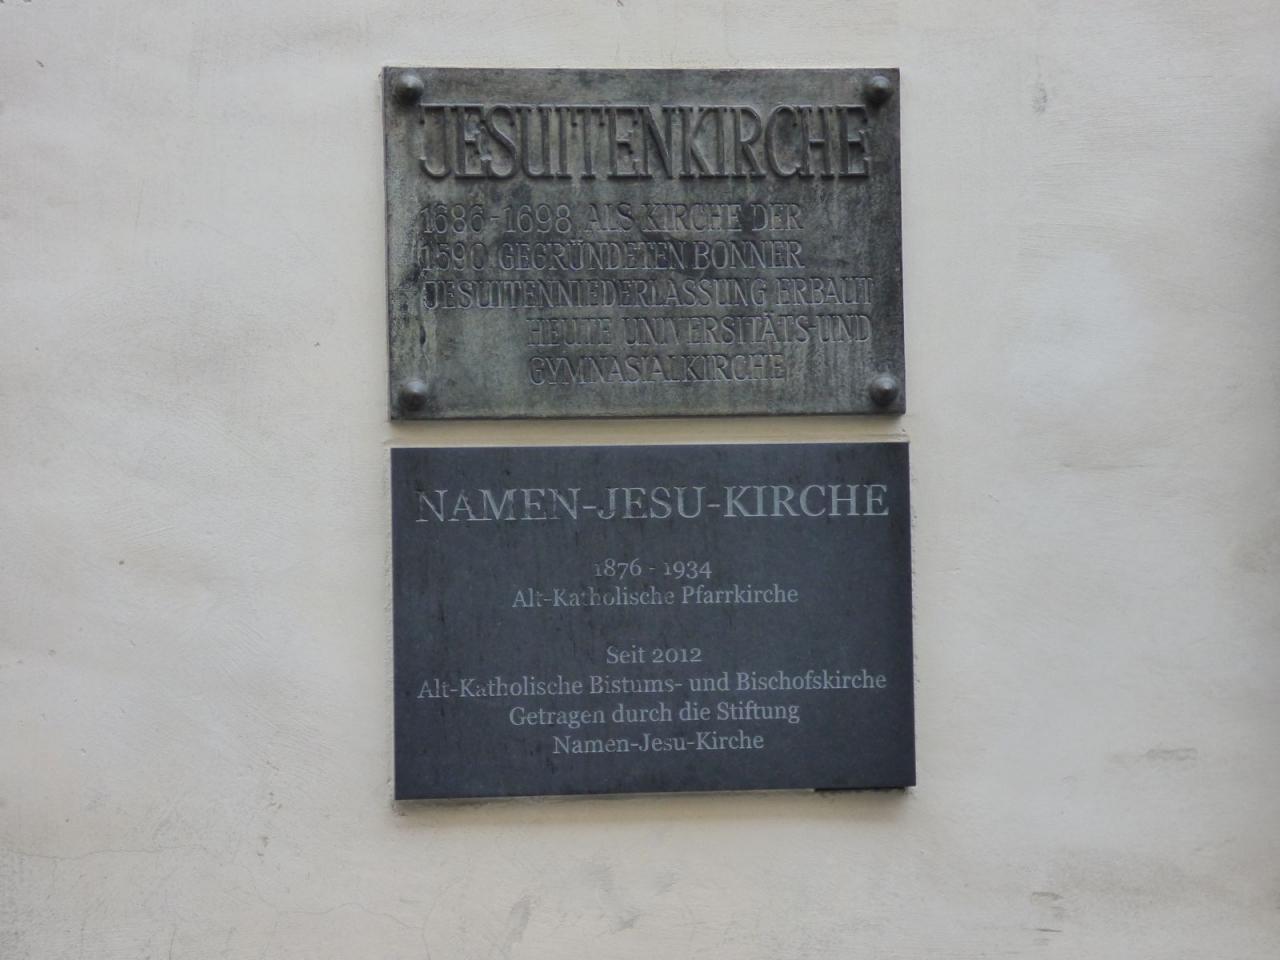 JESUITENKIRCHE
1686-1698 ALS KIRCHE DER
1590 GEGRÜNDETEN BONNER
JESUITENNIEDERLASSUNG ERBAUT
HEUTE UNIVERSITÄTS-UND
GYMNASIALKIRCHE
NAMEN-JESU-KIRCHE
1876 - 1934
Alt-Katholische Pfarrkirche
Seit 2012
Alt-Katholische Bistums- und Bischofskirche
Getragen durch die Stiftung
Namen-Jesu-Kirche